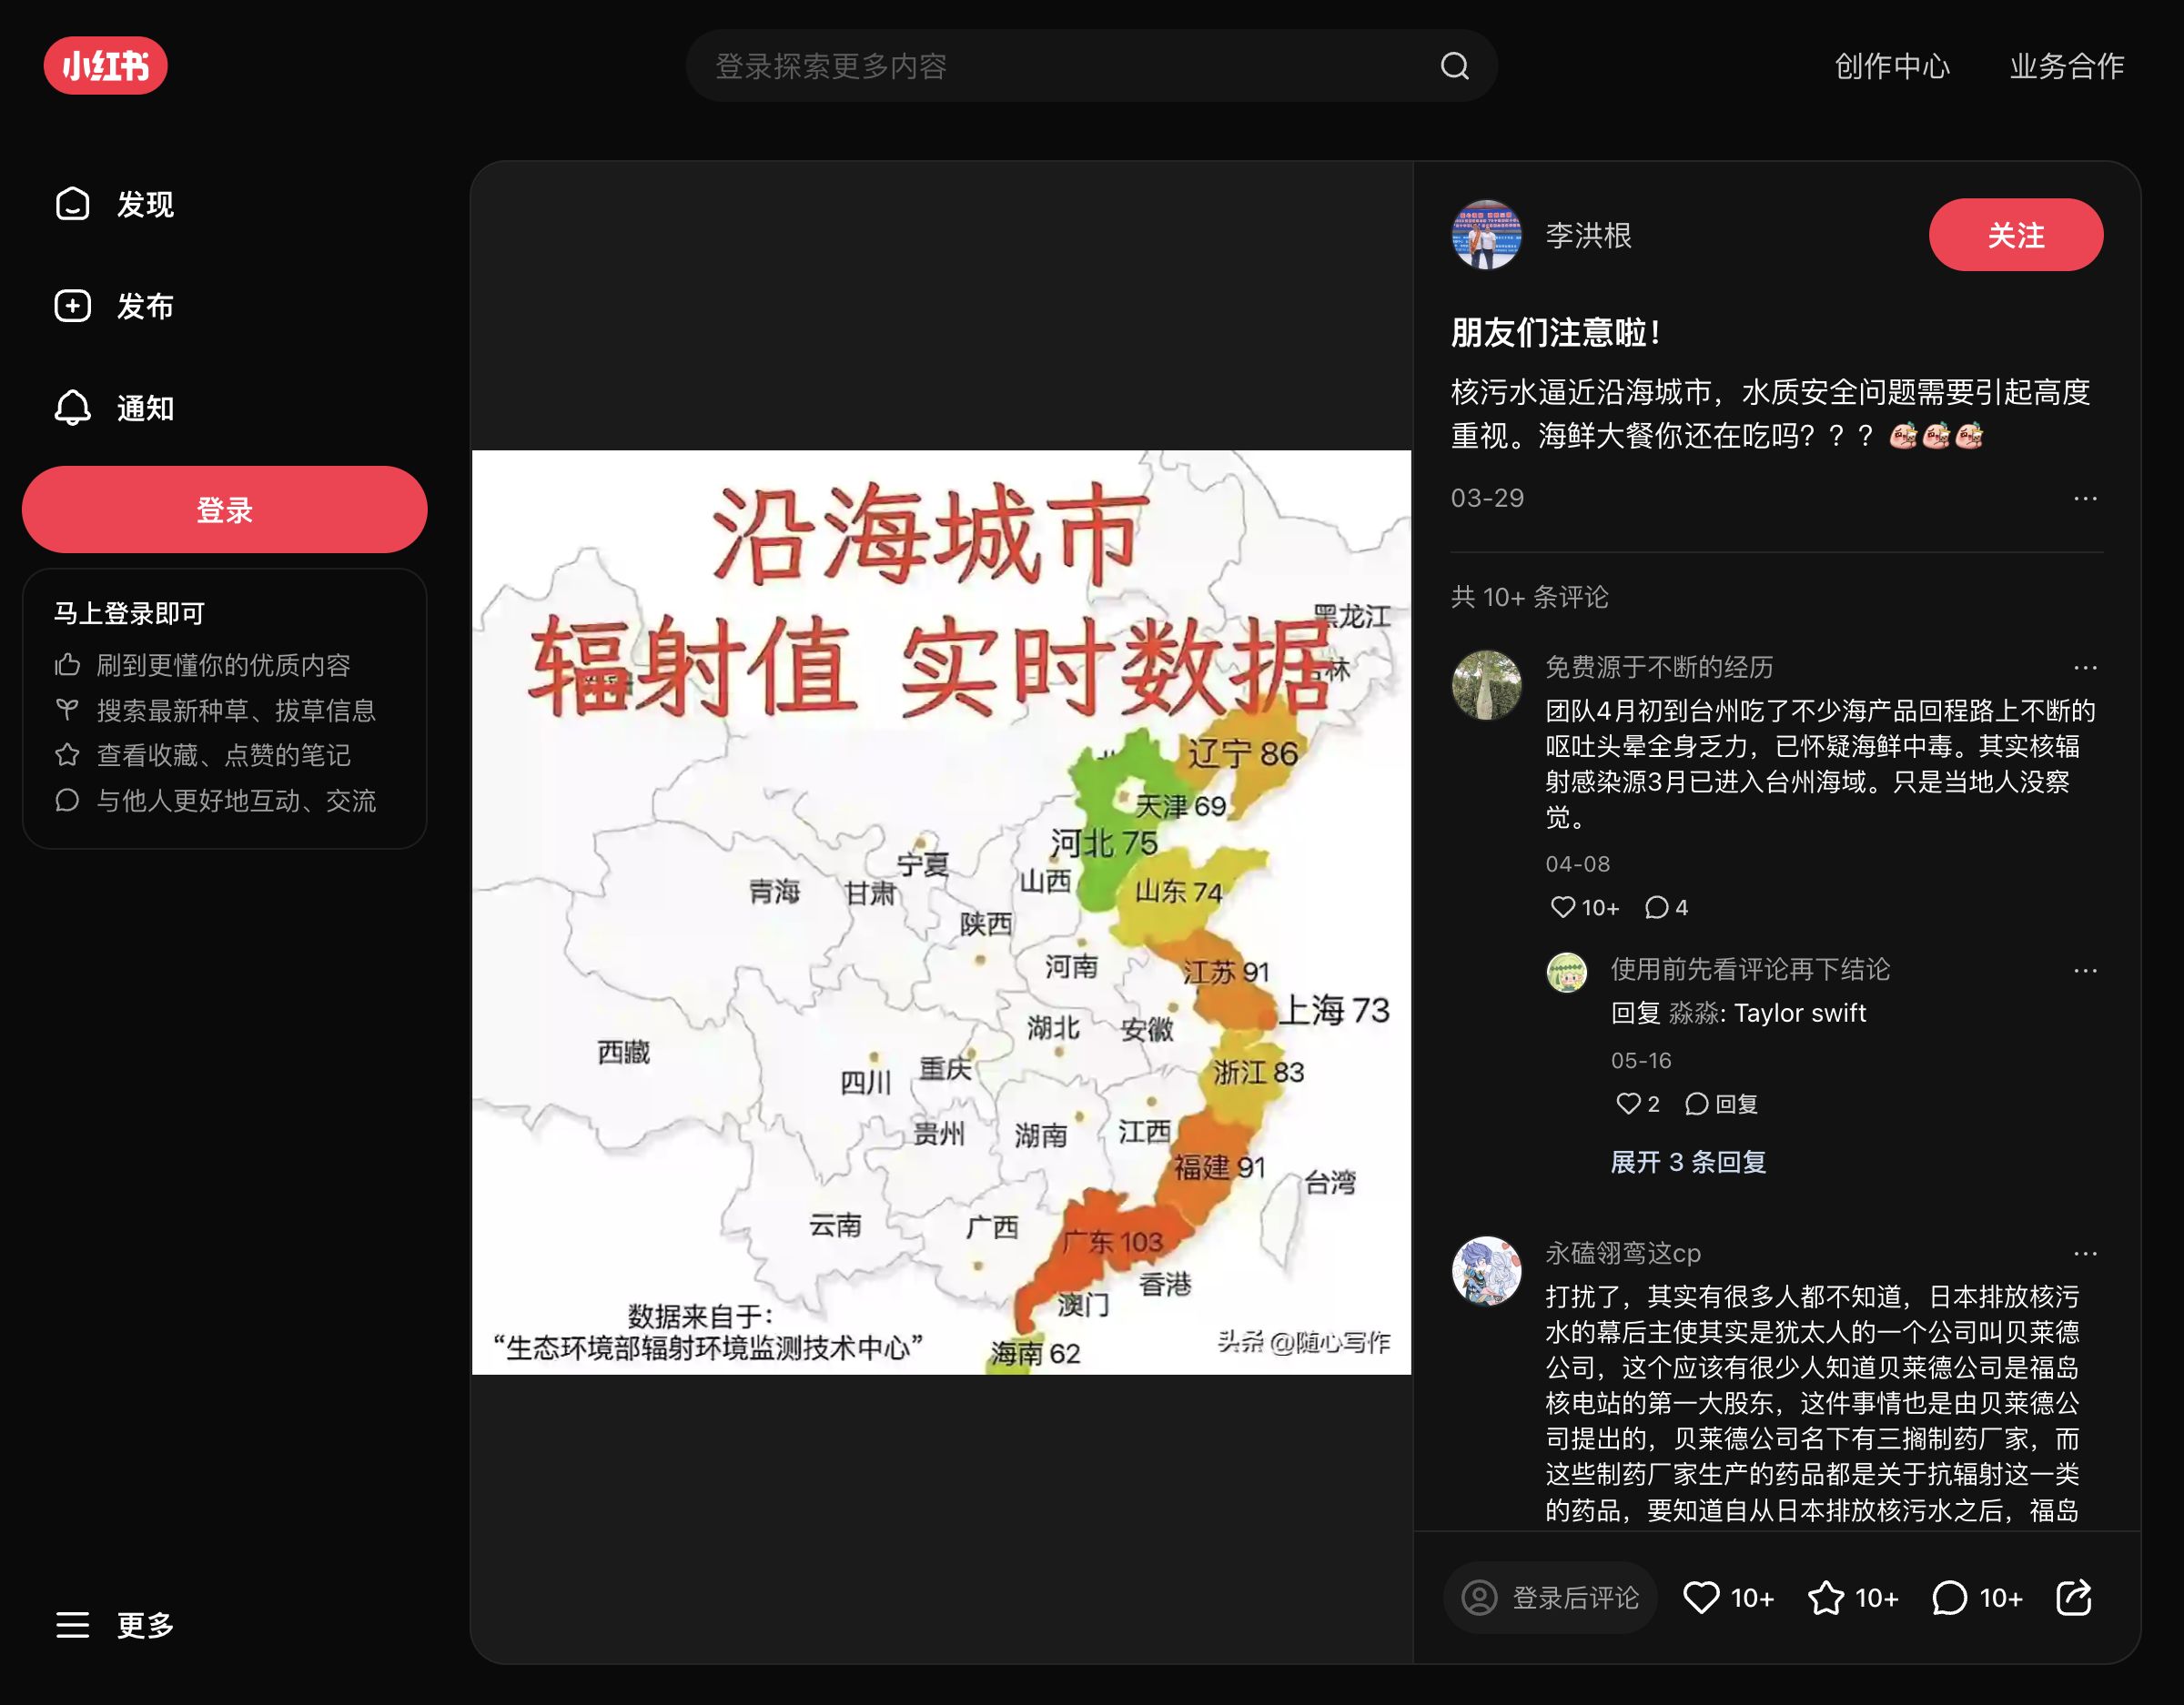 小红书
登录探索更多内容
创作中心
业务合作
发现
发布
通知
登录
马上登录即可
刷到更懂你的优质内容
搜索最新种草、拔草信息
查看收藏、点赞的笔记
与他人更好地互动、交流
更多
沿海城市
辐射值 实时数据
黑龙江
林
辽宁 86
天津 69
河北 75
宁夏
山西
青海
甘肃
山东 74
陕西
河南
江苏 91
上海 73
湖北
安徽
西藏
重庆
四川
浙江 83
贵州
湖南
江西
福建 91
台湾
云南
广西
广东 103
香港
澳门
数据来自于：
“生态环境部辐射环境监测技术中心”
海南 62
头条 @随心写作
李洪根
关注
朋友们注意啦！
核污水逼近沿海城市，水质安全问题需要引起高度
重视。海鲜大餐你还在吃吗？？？
03-29
共 10+ 条评论
免费源于不断的经历
团队4月初到台州吃了不少海产品回程路上不断的
呕吐头晕全身乏力，已怀疑海鲜中毒。其实核辐
射感染源3月已进入台州海域。只是当地人没察
觉。
04-08
10+ 4
使用前先看评论再下结论
回复 淼淼: Taylor swift
05-16
2 回复
展开 3 条回复
永磕翎鸾这cp
打扰了，其实有很多人都不知道，日本排放核污
水的幕后主使其实是犹太人的一个公司叫贝莱德
公司，这个应该有很少人知道贝莱德公司是福岛
核电站的第一大股东，这件事情也是由贝莱德公
司提出的，贝莱德公司名下有三搁制药厂家，而
这些制药厂家生产的药品都是关于抗辐射这一类
的药品，要知道自从日本排放核污水之后，福岛
登录后评论
10+
10+
10+